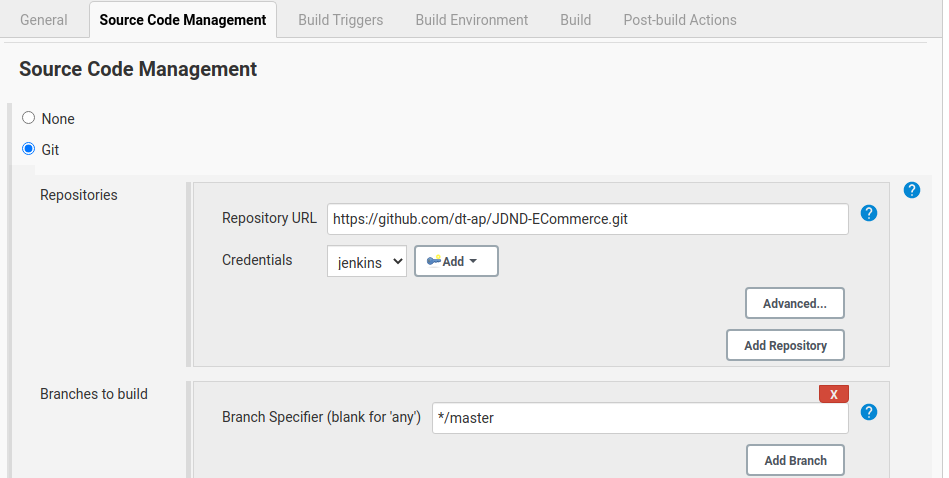 General Source Code Management Build Triggers Build Environment Build Post-build Actions
Source Code Management
None
Git
Repositories
?
Repository URL https://github.com/dt-ap/JDND-ECommerce.git ?
Credentials jenkins Add
Advanced...
Add Repository
Branches to build
X
Branch Specifier (blank for 'any') */master ?
Add Branch